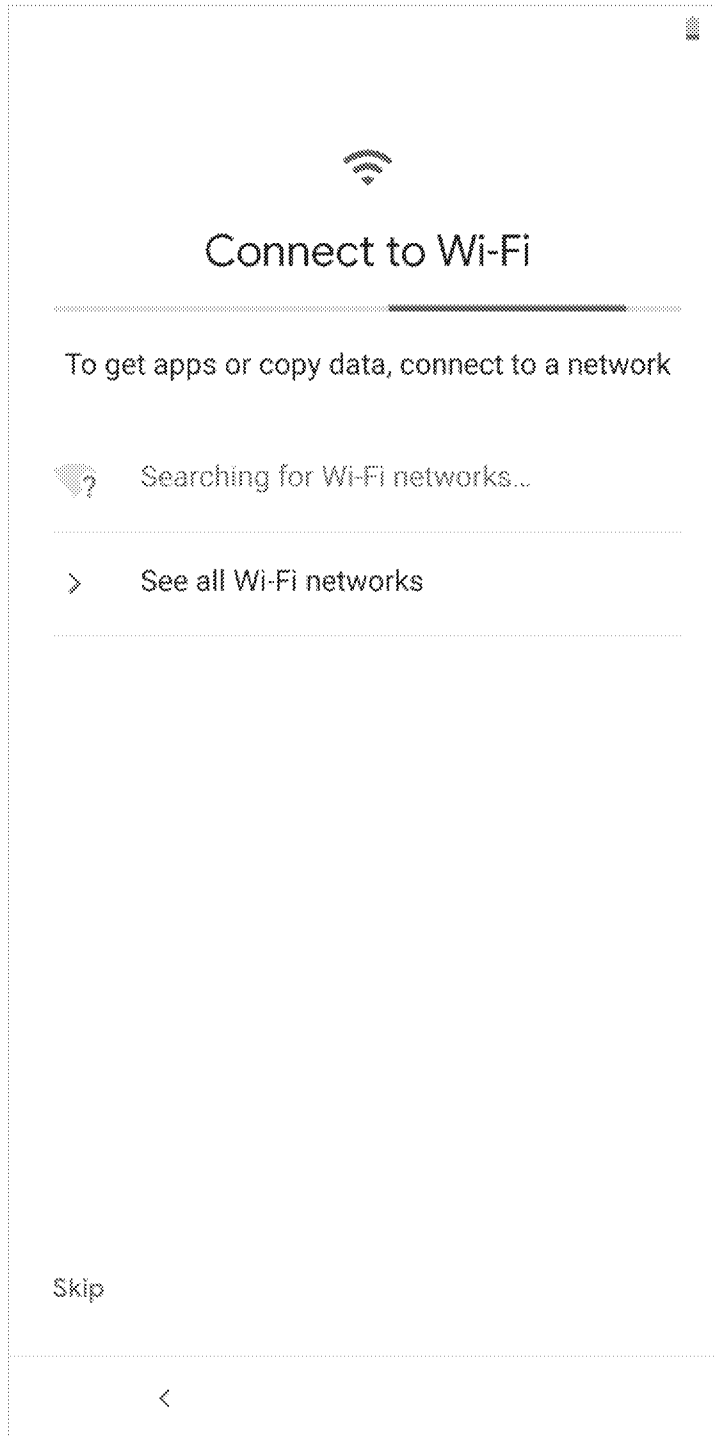 Connect to Wi-Fi
To get apps or copy data, connect to a network
Searching for Wi-Fi networks...
See all Wi-Fi networks
Skip